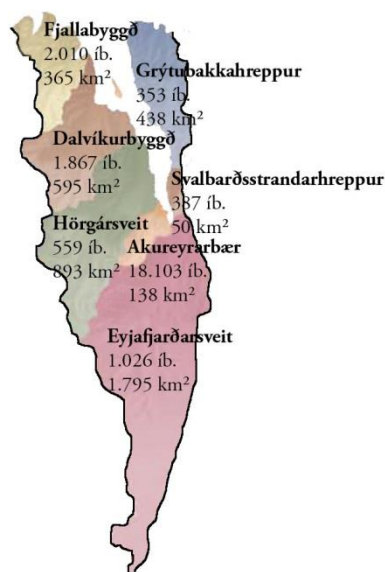 Fjallabyggð
2.010 íb.
365 km²
Grýtubakkahreppur
353 íb.
438 km²
Dalvíkurbyggð
1.867 íb.
595 km²
Svalbarðsstrandarhreppur
387 íb.
50 km²
Hörgársveit
559 íb.
893 km²
Akureyrarbær
18.103 íb.
138 km²
Eyjafjarðarsveit
1.026 íb.
1.795 km²